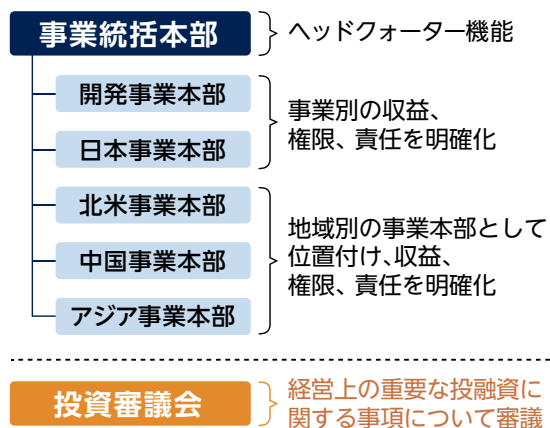 事業統括本部
ヘッドクォーター機能
開発事業本部
日本事業本部
事業別の収益、
権限、責任を明確化
北米事業本部
中国事業本部
アジア事業本部
地域別の事業本部として
位置付け、収益、
権限、責任を明確化
投資審議会
経営上の重要な投融資に
関する事項について審議